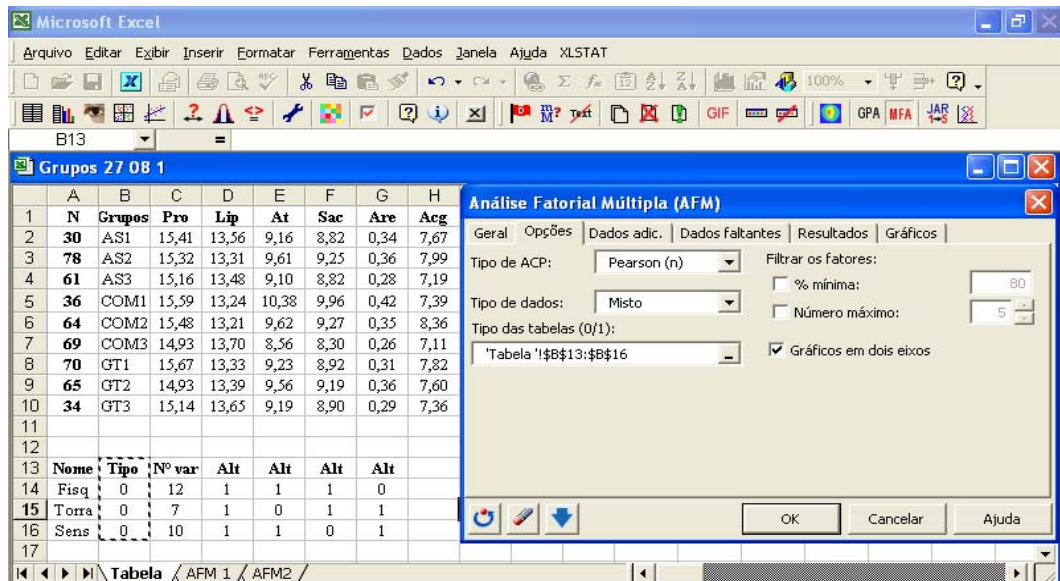 Microsoft Excel
Arquivo Editar Exibir Inserir Formatar Ferramentas Dados Janela Ajuda XLSTAT
100%
GIF GPA MFA JAR
B13 =
Grupos 27 08 1
A B C D E F G H
1 N Grupos Pro Lip At Sac Are Acg
2 30 AS1 15,41 13,56 9,16 8,82 0,34 7,67
3 78 AS2 15,32 13,31 9,61 9,25 0,36 7,99
4 61 AS3 15,16 13,48 9,10 8,82 0,28 7,19
5 36 COM1 15,59 13,24 10,38 9,96 0,42 7,39
6 64 COM2 15,48 13,21 9,62 9,27 0,35 8,36
7 69 COM3 14,93 13,70 8,56 8,30 0,26 7,11
8 70 GT1 15,67 13,33 9,23 8,92 0,31 7,82
9 65 GT2 14,93 13,39 9,56 9,19 0,36 7,60
10 34 GT3 15,14 13,65 9,19 8,90 0,29 7,36
11
12
13 Nome Tipo Nº var Alt Alt Alt Alt
14 Fisq 0 12 1 1 1 0
15 Torra 0 7 1 0 1 1
16 Sens 0 10 1 1 0 1
17
Tabela AFM 1 AFM2
Análise Fatorial Múltipla (AFM)
Geral Opções Dados adic. Dados faltantes Resultados Gráficos
Tipo de ACP: Pearson (n)
Tipo de dados: Misto
Tipo das tabelas (0/1):
'Tabela '!$B$13:$B$16
Filtrar os fatores:
% mínima: 80
Número máximo: 5
Gráficos em dois eixos
OK Cancelar Ajuda